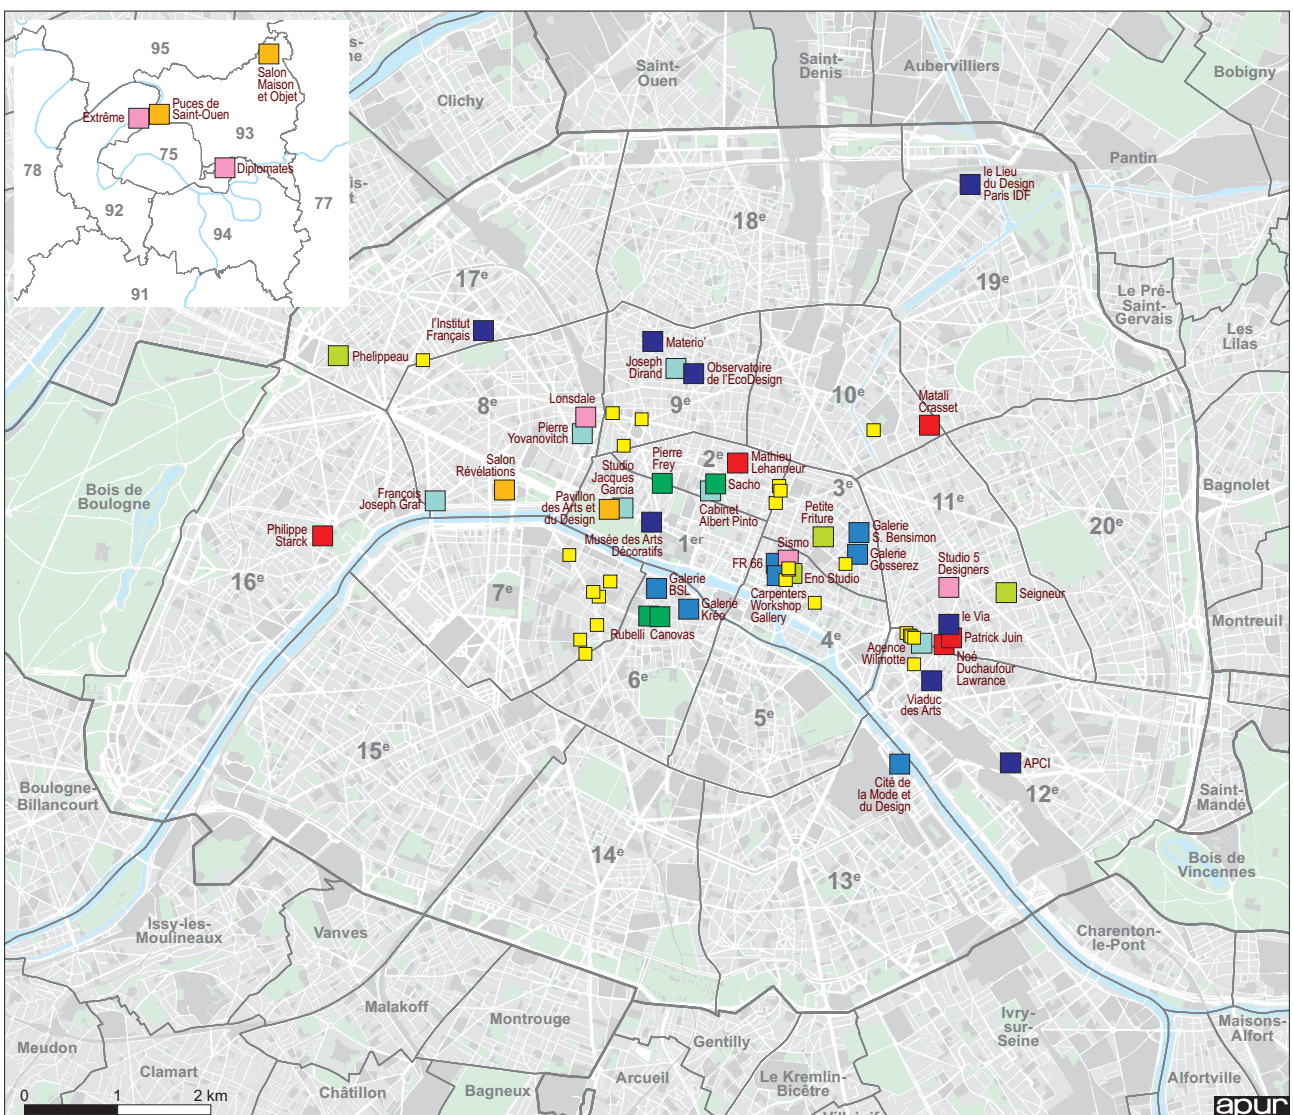 95
Salon
Maison
et Objet
Puces de
Saint-Ouen
Extrême
93
75
78
Diplomates
92
77
94
91
Saint-
Ouen
Saint-
Denis
Aubervilliers
Bobigny
Clichy
Pantin
le Lieu
du Design
Paris IDF
18e
17e
19e
Le Pré-
Saint-
Gervais
Les
Lilas
l'Institut
Français
Materio'
Phelippeau
Joseph
Dirand
Observatoire
de l'EcoDesign
9e
10e
8e
Lonsdale
Matali
Crasset
Pierre
Yovanovitch
2e
Pierre
Frey
Mathieu
Lehanneur
Salon
Révélations
Studio
Jacques
Garcia
Sacho
3e
11e
Bagnolet
Bois de
Boulogne
François
Joseph Graf
Pavillon
des Arts et
du Design
Cabinet
Albert Pinto
Petite
Friture
20e
Philippe
Starck
Musée des Arts
Décoratifs
1er
Galerie
S. Bensimon
Sismo
Galerie
Gosserez
FR 66
Studio 5
Designers
16e
7e
Galerie
BSL
Eno Studio
Seigneur
Galerie
Kreo
Carpenters
Workshop
Gallery
le Via
Montreuil
Rubelli
Canovas
4e
Patrick Juin
Agence
Wilmotte
Noé
Duchaufour
Lawrance
6e
Viaduc
des Arts
5e
15e
APCI
Cité de
la Mode et
du Design
12e
Boulogne-
Billancourt
Saint-
Mandé
14e
13e
Bois de
Vincennes
Issy-les-
Moulineaux
Vanves
Charenton-
le-Pont
Malakoff
Montrouge
Ivry-
sur-
Seine
Maisons-
Alfort
Gentilly
Meudon
Clamart
Châtillon
Bagneux
Arcueil
Le Kremlin-
Bicêtre
Alfortville
0
1
2 km
apur